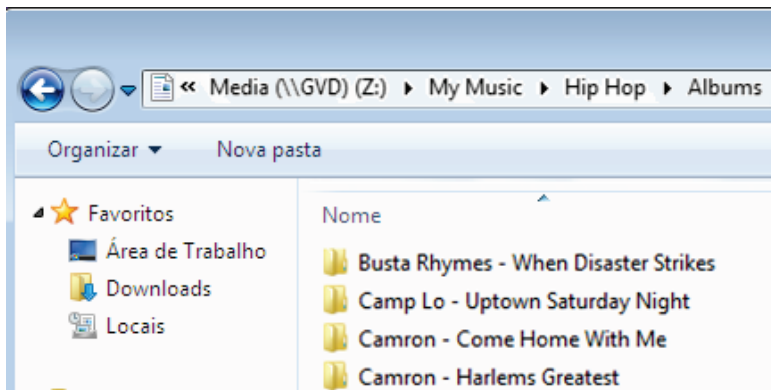 « Media (\\GVD) (Z:) ▸ My Music ▸ Hip Hop ▸ Albums
Organizar ▾ Nova pasta
Favoritos
Área de Trabalho
Downloads
Locais
Nome
Busta Rhymes - When Disaster Strikes
Camp Lo - Uptown Saturday Night
Camron - Come Home With Me
Camron - Harlems Greatest